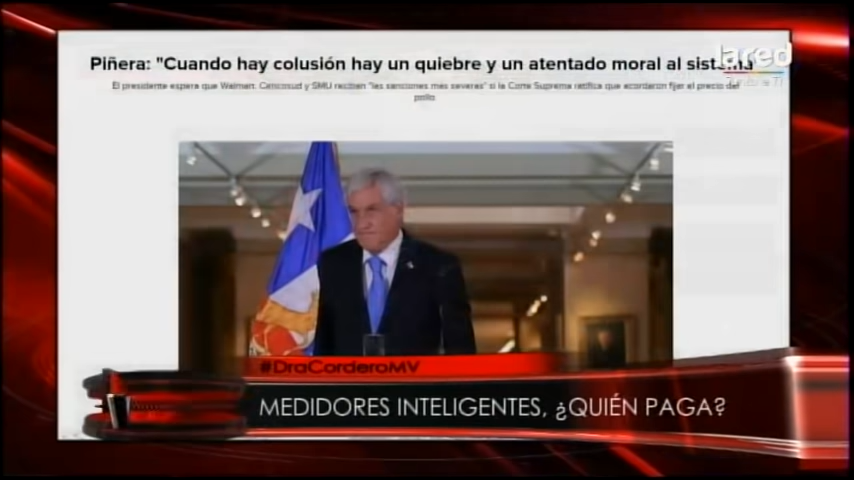 Piñera: "Cuando hay colusión hay un quiebre y un atentado moral al sistema"
la red
El presidente espera que Walmart, Cencosud y SMU reciban "las sanciones más severas" si la Corte Suprema ratifica que acordaron fijar el precio del
pollo.
#DraCorderoMV
MEDIDORES INTELIGENTES, ¿QUIÉN PAGA?